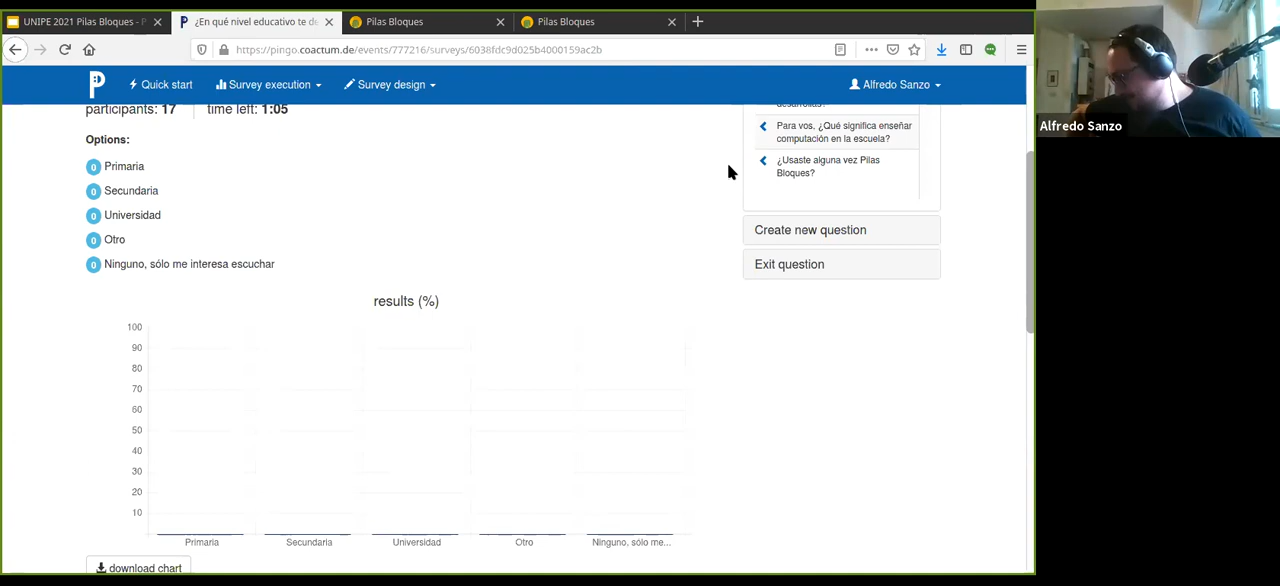 UNIPE 2021 Pilas Bloques - P
¿En qué nivel educativo te de
Pilas Bloques
Pilas Bloques
https://pingo.coactum.de/events/777216/surveys/6038fdc9d025b4000159ac2b
Quick start
Survey execution
Survey design
Alfredo Sanzo
Alfredo Sanzo
participants: 17
time left: 1:05
desarrollás?
Para vos, ¿Qué significa enseñar
computación en la escuela?
¿Usaste alguna vez Pilas
Bloques?
Create new question
Exit question
Options:
0 Primaria
0 Secundaria
0 Universidad
0 Otro
0 Ninguno, sólo me interesa escuchar
results (%)
100
90
80
70
60
50
40
30
20
10
Primaria
Secundaria
Universidad
Otro
Ninguno, sólo me...
download chart